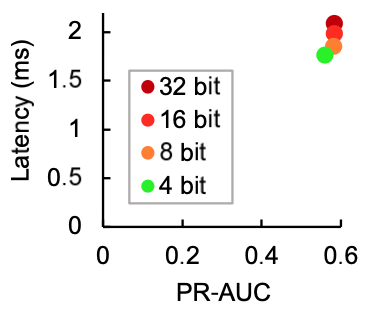 Latency (ms)
2
1.5
1
0.5
0
32 bit
16 bit
8 bit
4 bit
0 0.2 0.4 0.6
PR-AUC